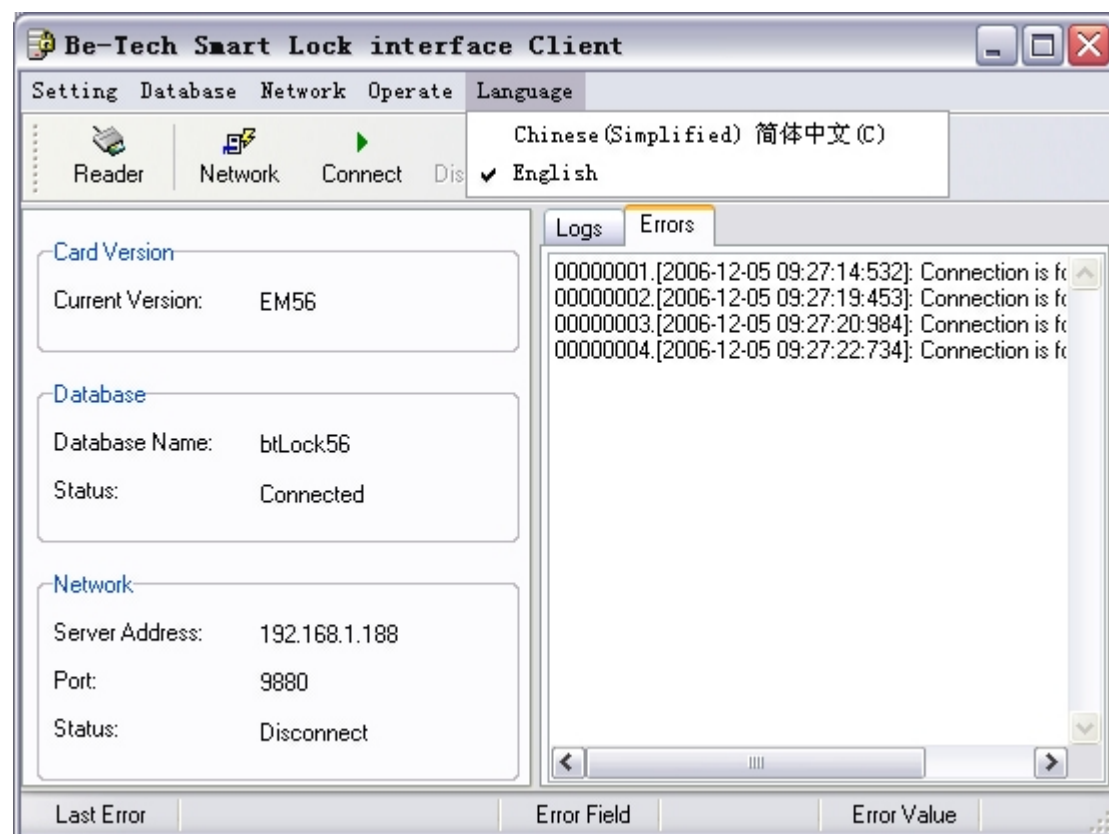 Be-Tech Smart Lock interface Client
Setting Database Network Operate Language
Chinese(Simplified) 简体中文(C)
✔ English
Reader Network Connect Dis
Card Version
Current Version: EM56
Database
Database Name: btLock56
Status: Connected
Network
Server Address: 192.168.1.188
Port: 9880
Status: Disconnect
Logs Errors
00000001.[2006-12-05 09:27:14:532]: Connection is
00000002.[2006-12-05 09:27:19:453]: Connection is
00000003.[2006-12-05 09:27:20:984]: Connection is
00000004.[2006-12-05 09:27:22:734]: Connection is
Last Error Error Field Error Value